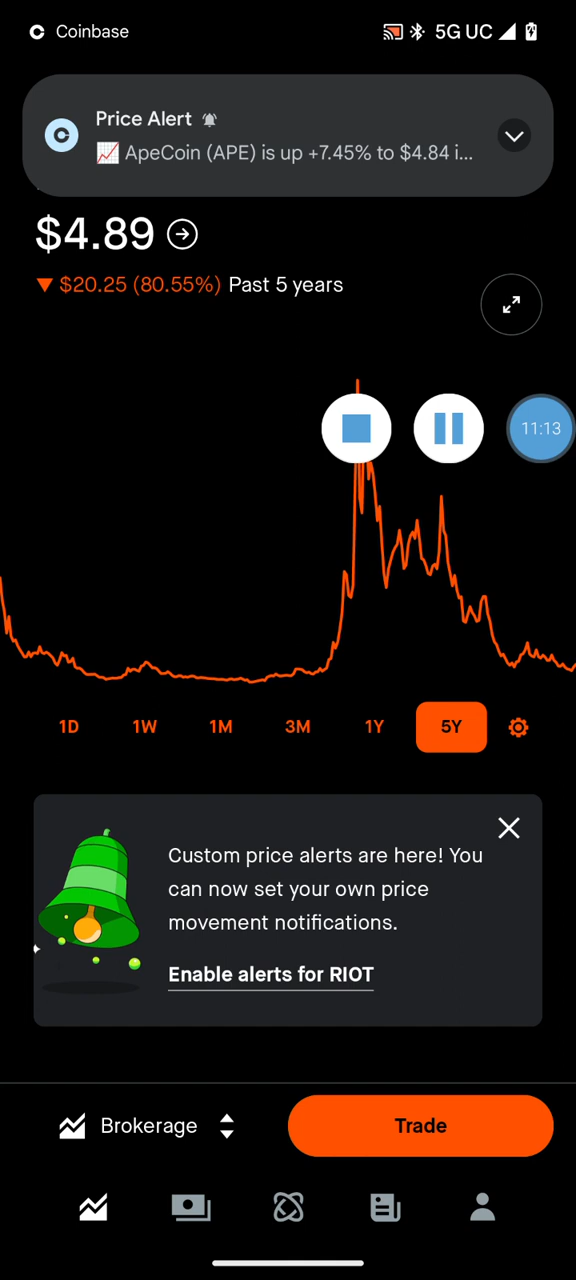 Coinbase
5G UC
Price Alert
📈 ApeCoin (APE) is up +7.45% to $4.84 i...
$4.89
▼ $20.25 (80.55%) Past 5 years
11:13
1D 1W 1M 3M 1Y 5Y
Custom price alerts are here! You
can now set your own price
movement notifications.
Enable alerts for RIOT
Brokerage
Trade